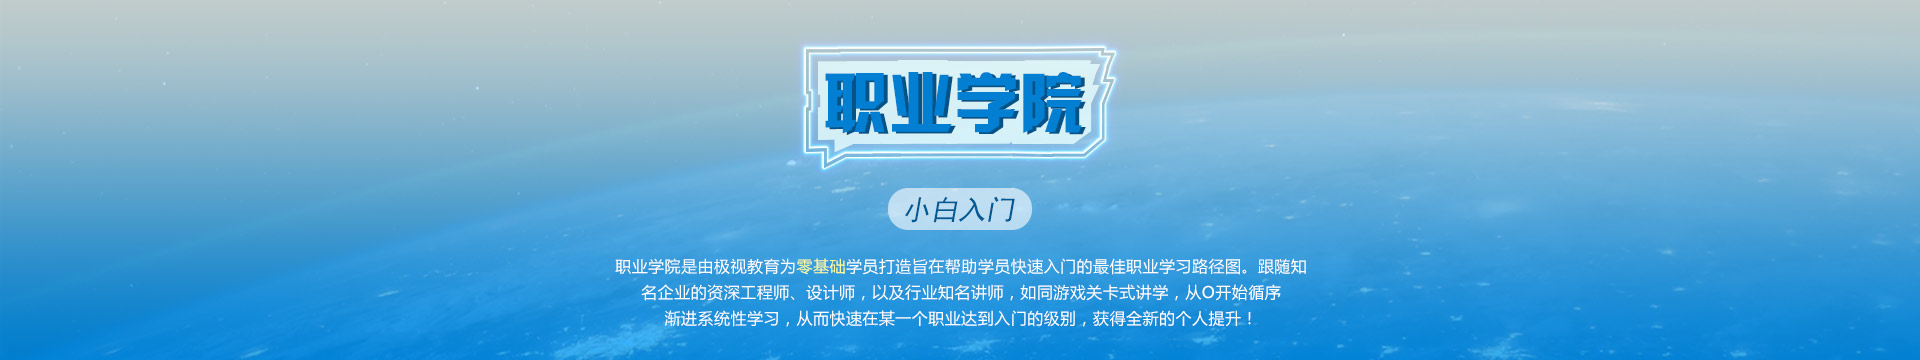 职业学院
小白入门
职业学院是由极视教育为零基础学员打造旨在帮助学员快速入门的最佳职业学习路径图。跟随知
名企业的资深工程师、设计师，以及行业知名讲师，如同游戏关卡式讲学，从O开始循序
渐进系统性学习，从而快速在某一个职业达到入门的级别，获得全新的个人提升！